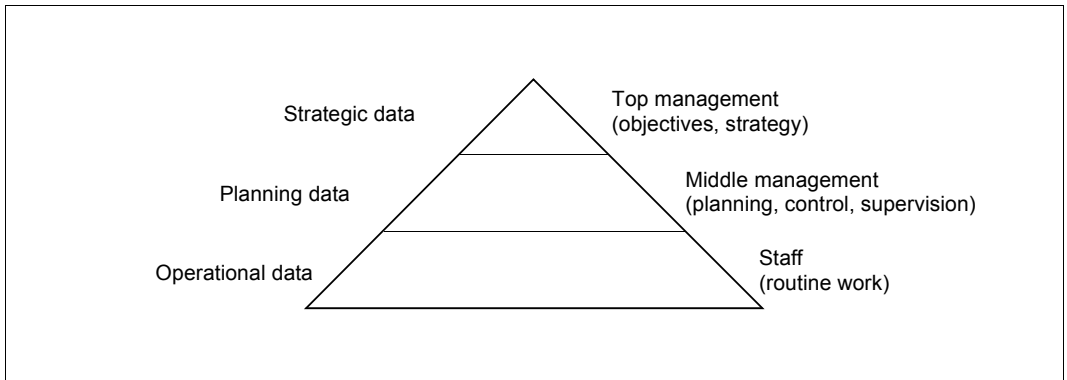 Strategic data
Top management
(objectives, strategy)
Planning data
Middle management
(planning, control, supervision)
Operational data
Staff
(routine work)